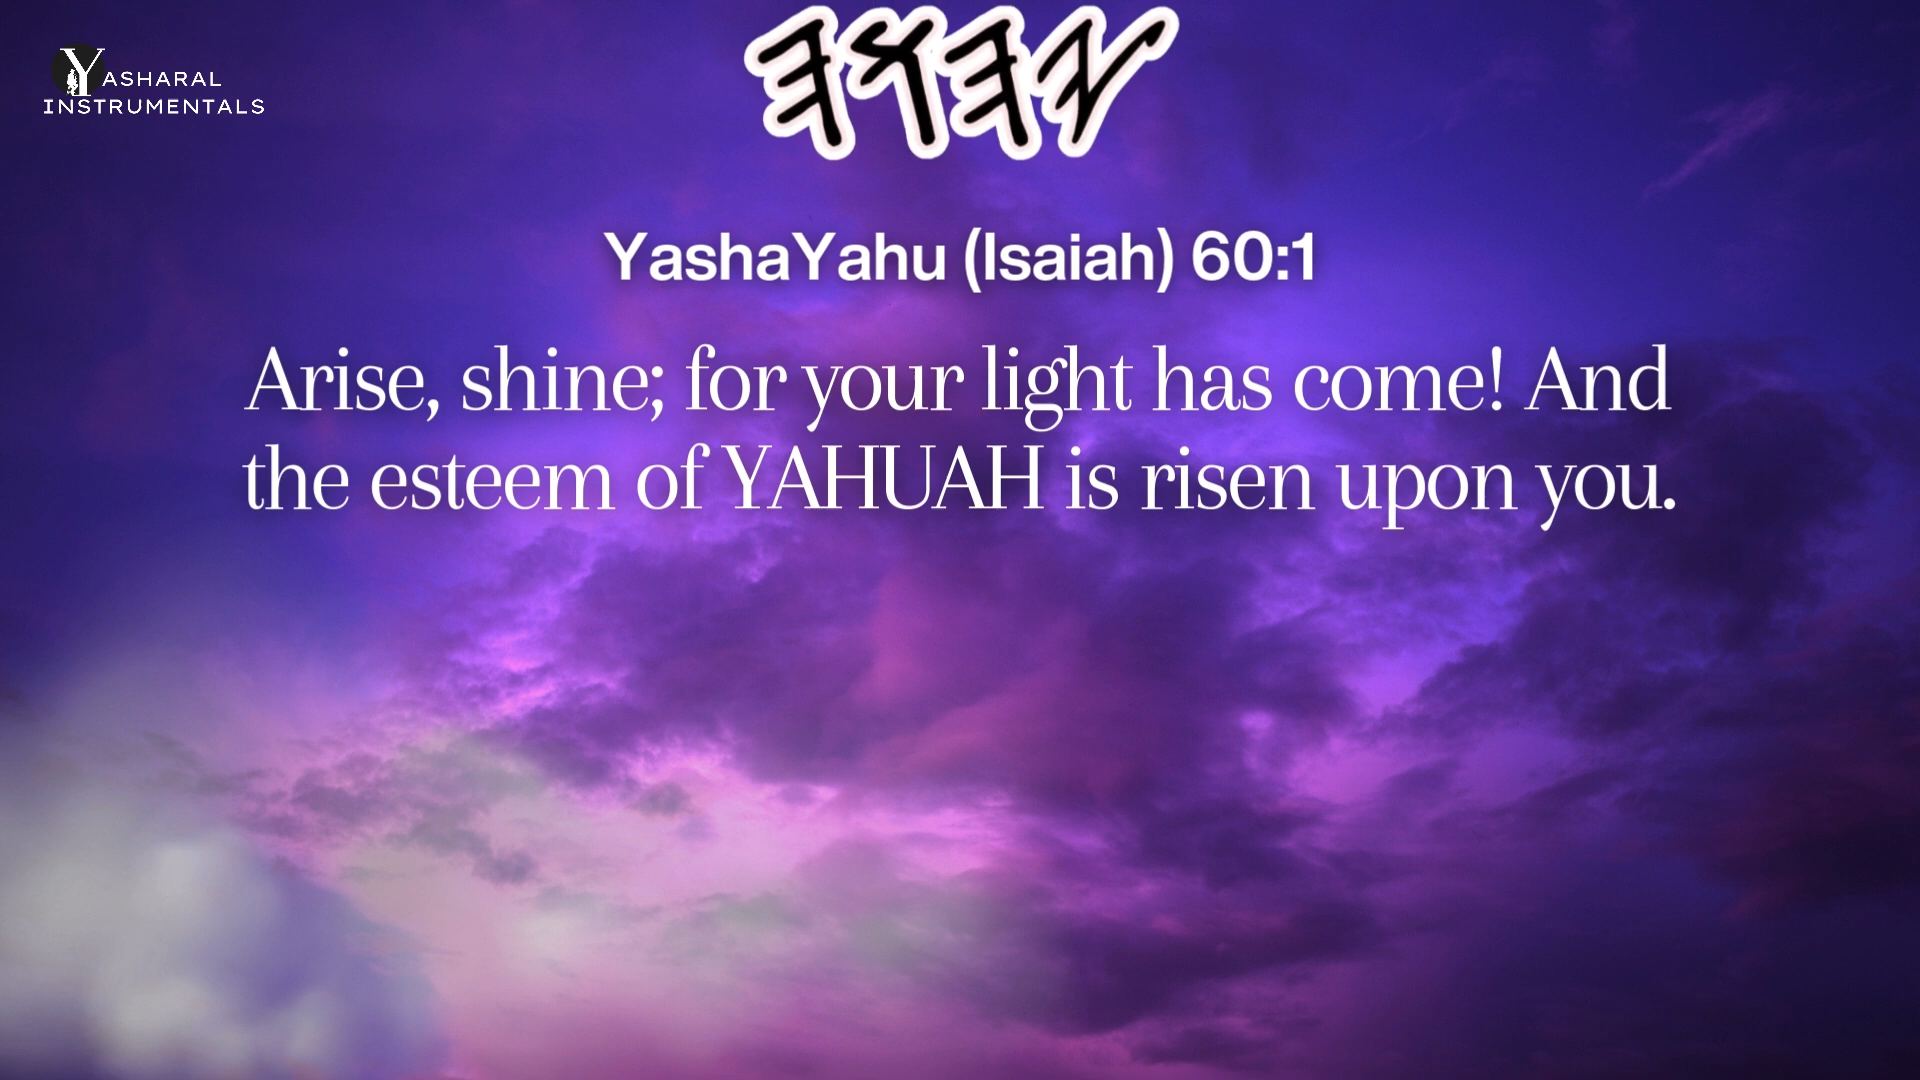 YASHARAL
INSTRUMENTALS
𐤉𐤄𐤅𐤄
YashaYahu (Isaiah) 60:1
Arise, shine; for your light has come! And
the esteem of YAHUAH is risen upon you.